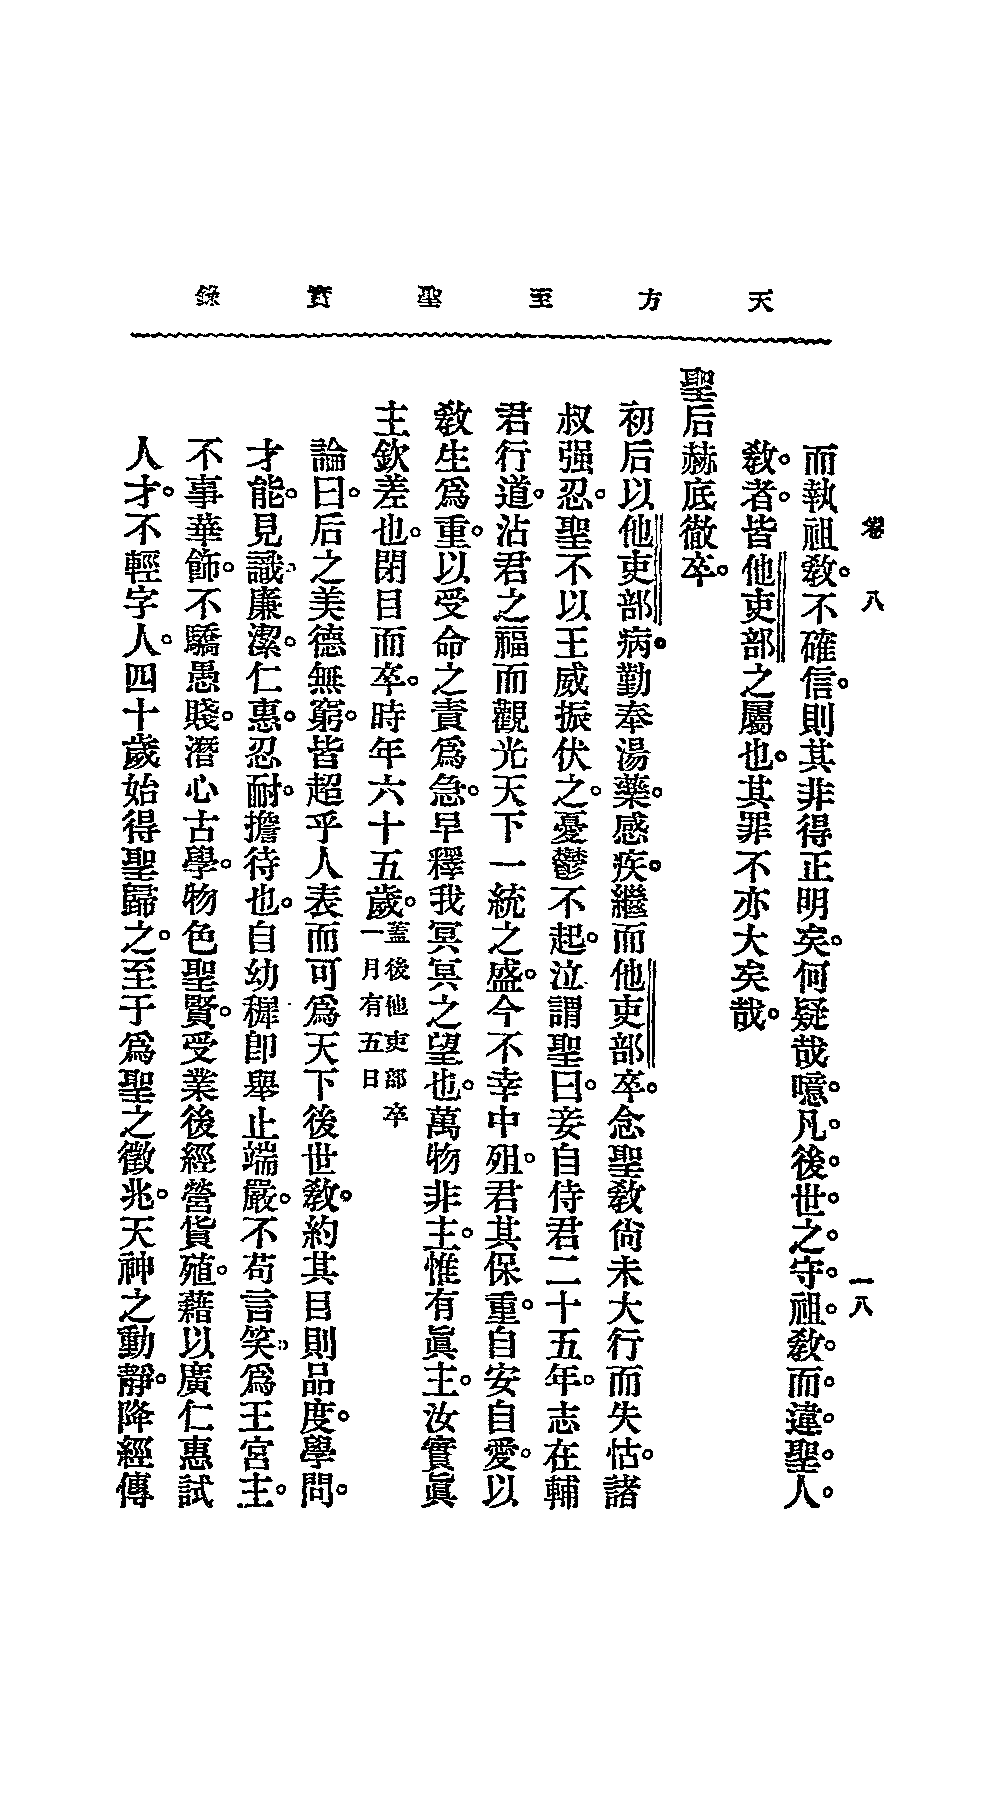 天方至聖實錄
卷八
一八
而執祖敎。不確信。則其非得正明矣。何疑哉噫。凡。後。世。之。守。祖。敎。而。違。聖。人。
敎。者。皆他吏部之屬也。其罪不亦大矣哉。
聖后赫底徹卒。
初后以他吏部病。勤奉湯藥。感疾。繼而他吏部卒。念聖敎尙未大行而失怙。諸
叔强忍。聖不以王威振伏之。憂鬱不起。泣謂聖曰。妾自侍君二十五年。志在輔
君行道。沾君之福而觀光天下一統之盛。今不幸中殂。君其保重。自安自愛。以
敎生爲重。以受命之責爲急。早釋我冥冥之望也。萬物非主。惟有眞主。汝實眞
主欽差也。閉目而卒。時年六十五歲。蓋後他吏部卒一月有五日
論曰。后之美德無窮。皆超乎人表而可爲天下後世敎。約其目則品度。學問。
才能。見識。廉潔。仁惠。忍耐。擔待也。自幼穉卽舉止端嚴。不苟言笑。爲王宮主。
不事華飾。不驕愚賤。潛心古學。物色聖賢。受業後經營貨殖。藉以廣仁惠試
人才。不輕字人。四十歲始得聖歸之。至于爲聖之徵兆。天神之動靜。降經傳